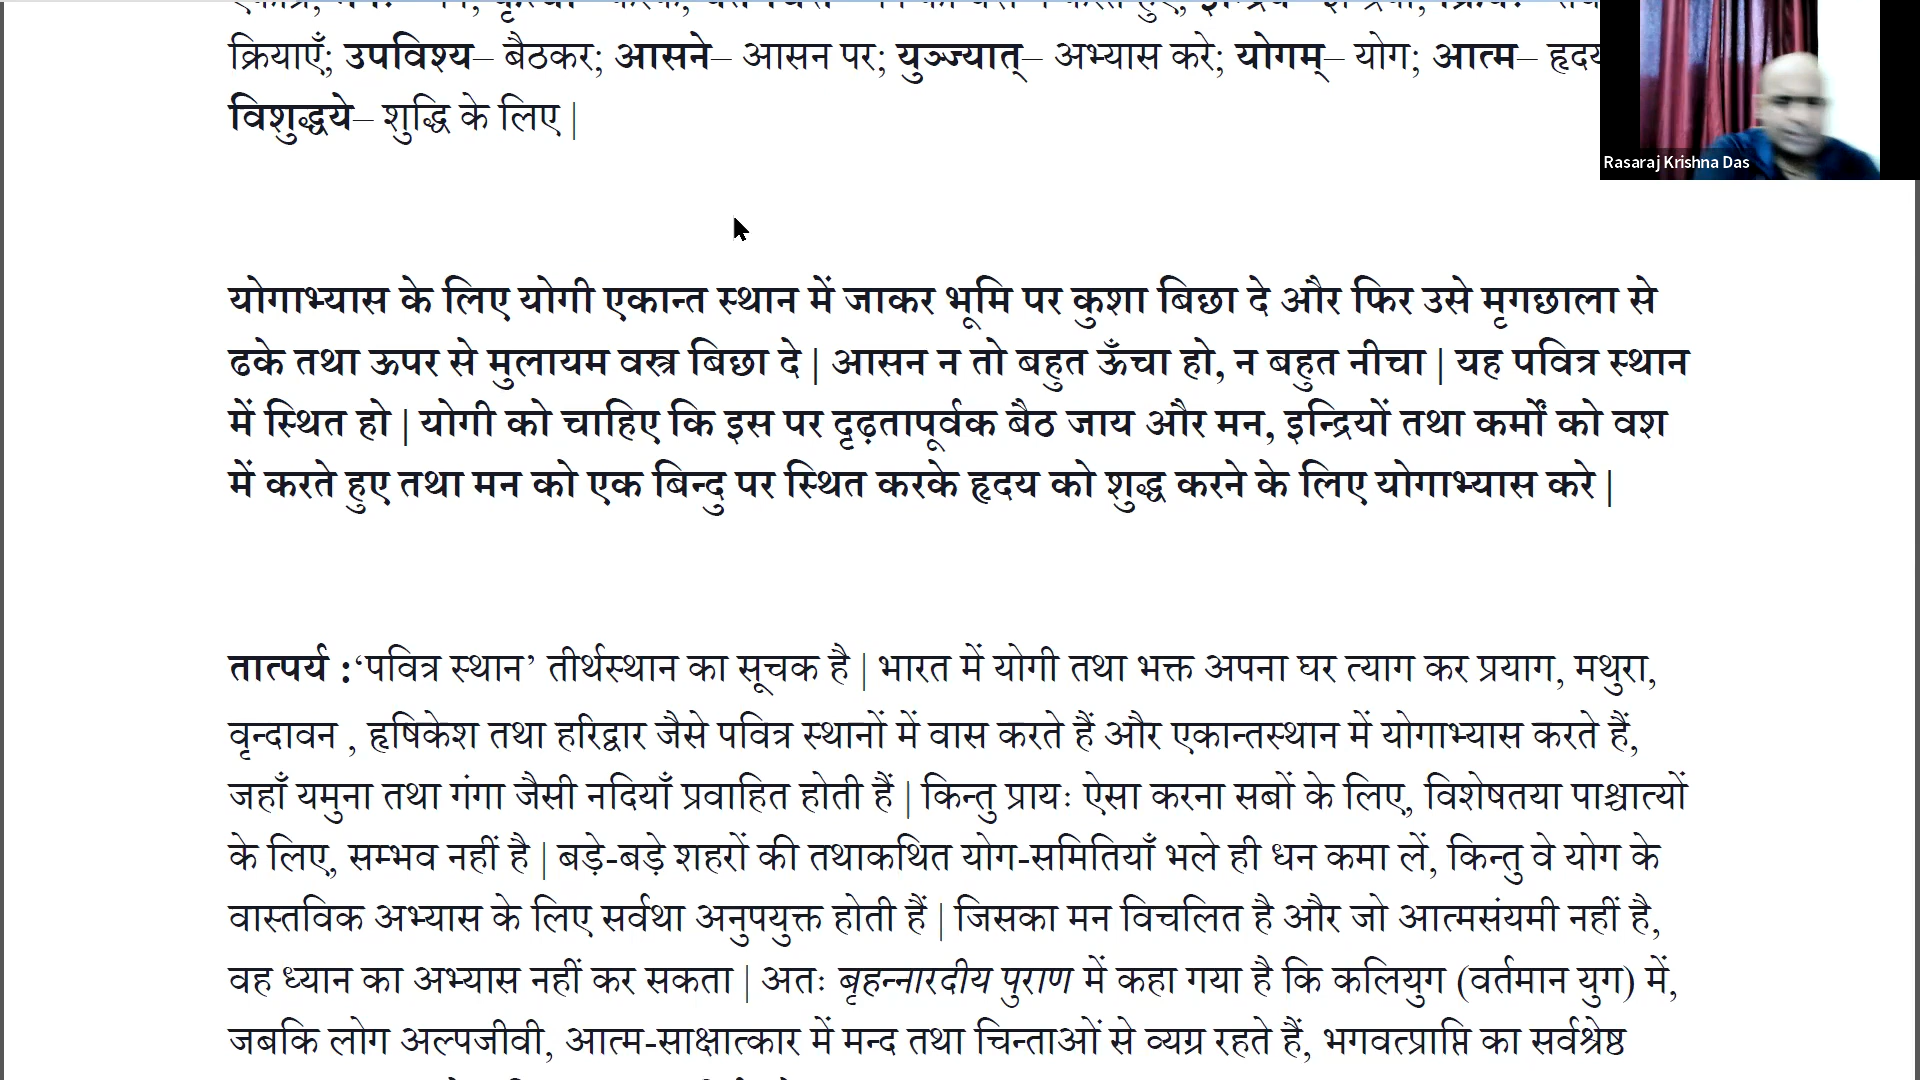 क्रियाएँ; उपविश्य– बैठकर; आसने– आसन पर; युञ्ज्यात्– अभ्यास करे; योगम्– योग; आत्म–
विशुद्धये– शुद्धि के लिए |
Rasaraj Krishna Das
योगाभ्यास के लिए योगी एकान्त स्थान में जाकर भूमि पर कुशा बिछा दे और फिर उसे मृगछाला से
ढके तथा ऊपर से मुलायम वस्त्र बिछा दे | आसन न तो बहुत ऊँचा हो, न बहुत नीचा | यह पवित्र स्थान
में स्थित हो | योगी को चाहिए कि इस पर दृढ़तापूर्वक बैठ जाय और मन, इन्द्रियों तथा कर्मों को वश
में करते हुए तथा मन को एक बिन्दु पर स्थित करके हृदय को शुद्ध करने के लिए योगाभ्यास करे |
तात्पर्य :‘पवित्र स्थान’ तीर्थस्थान का सूचक है | भारत में योगी तथा भक्त अपना घर त्याग कर प्रयाग, मथुरा,
वृन्दावन , हृषिकेश तथा हरिद्वार जैसे पवित्र स्थानों में वास करते हैं और एकान्तस्थान में योगाभ्यास करते हैं,
जहाँ यमुना तथा गंगा जैसी नदियाँ प्रवाहित होती हैं | किन्तु प्रायः ऐसा करना सबों के लिए, विशेषतया पाश्चात्यों
के लिए, सम्भव नहीं है | बड़े-बड़े शहरों की तथाकथित योग-समितियाँ भले ही धन कमा लें, किन्तु वे योग के
वास्तविक अभ्यास के लिए सर्वथा अनुपयुक्त होती हैं | जिसका मन विचलित है और जो आत्मसंयमी नहीं है,
वह ध्यान का अभ्यास नहीं कर सकता | अतः बृहन्नारदीय पुराण में कहा गया है कि कलियुग (वर्तमान युग) में,
जबकि लोग अल्पजीवी, आत्म-साक्षात्कार में मन्द तथा चिन्ताओं से व्यग्र रहते हैं, भगवत्प्राप्ति का सर्वश्रेष्ठ